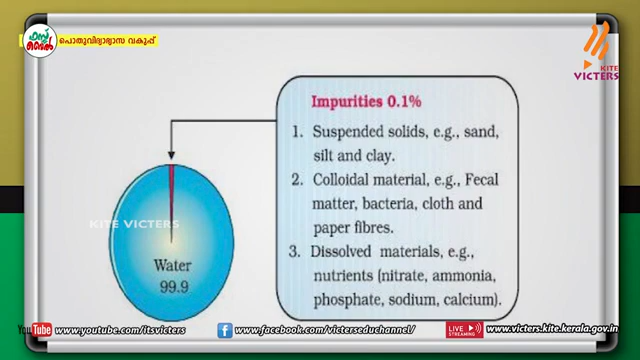 ഫസ്റ്റ് ബെൽ
പൊതുവിദ്യാഭ്യാസ വകുപ്പ്
KITE
VICTERS
Impurities 0.1%
1. Suspended solids, e.g., sand,
silt and clay.
2. Colloidal material, e.g., Fecal
matter, bacteria, cloth and
paper fibres.
3. Dissolved materials, e.g.,
nutrients (nitrate, ammonia,
phosphate, sodium, calcium).
KITE VICTERS
Water
99.9
YouTube www.youtube.com/itsvicters
f www.facebook.com/victerseduchannel/
LIVE STREAMING www.victers.kite.kerala.gov.in